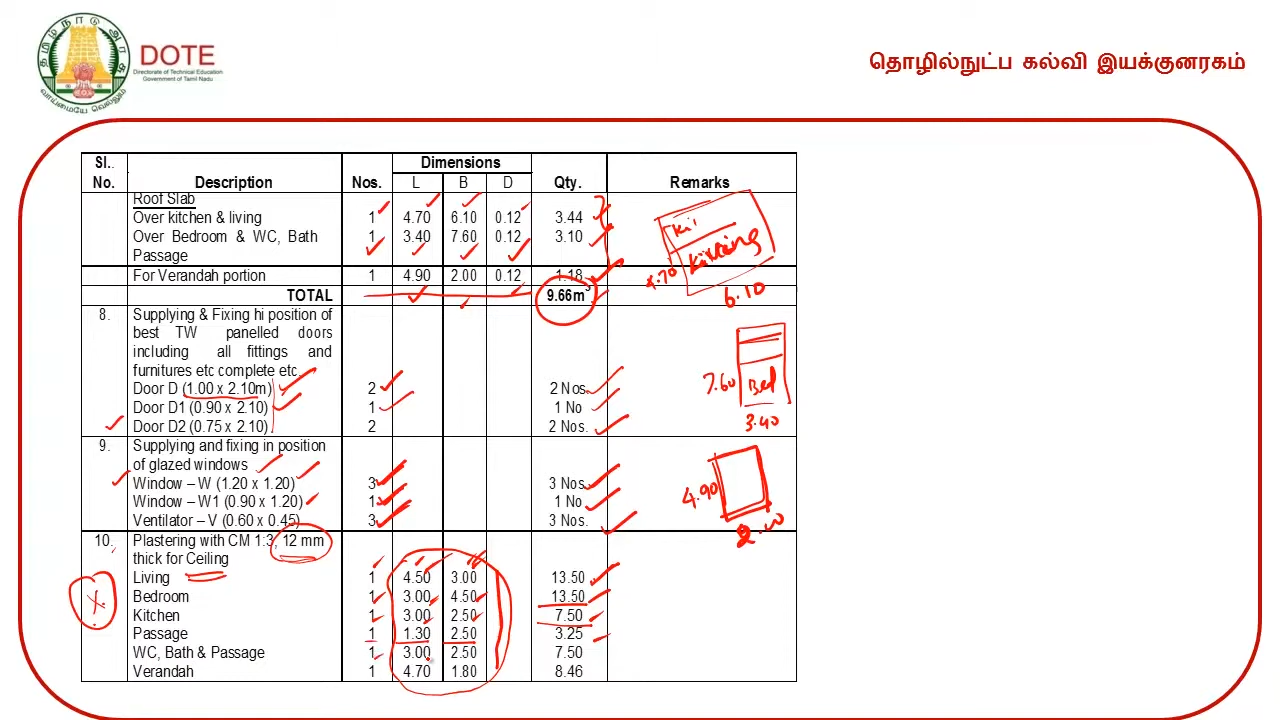 தமிழ்நாடு அரசு
வாய்மையே வெல்லும்
DOTE
Directorate of Technical Education
Government of Tamil Nadu
தொழில்நுட்ப கல்வி இயக்குனரகம்
Sl.. No. Description Nos. Dimensions L B D Qty. Remarks
Roof Slab
Over kitchen & living 1 4.70 6.10 0.12 3.44
Over Bedroom & WC, Bath 1 3.40 7.60 0.12 3.10
Passage
For Verandah portion 1 4.90 2.00 0.12 1.18
TOTAL 9.66m3
8. Supplying & Fixing hi position of
best TW panelled doors
including all fittings and
furnitures etc complete etc.
Door D (1.00 x 2.10m) 2 2 Nos.
Door D1 (0.90 x 2.10) 1 1 No
Door D2 (0.75 x 2.10) 2 2 Nos.
9. Supplying and fixing in position
of glazed windows
Window – W (1.20 x 1.20) 3 3 Nos.
Window – W1 (0.90 x 1.20) 1 1 No
Ventilator – V (0.60 x 0.45) 3 3 Nos.
10. Plastering with CM 1:3, 12 mm
thick for Ceiling
Living 1 4.50 3.00 13.50
Bedroom 1 3.00 4.50 13.50
Kitchen 1 3.00 2.50 7.50
Passage 1 1.30 2.50 3.25
WC, Bath & Passage 1 3.00 2.50 7.50
Verandah 1 4.70 1.80 8.46
Ki
4.70
6.10
7.60
Bed
3.40
4.90
X